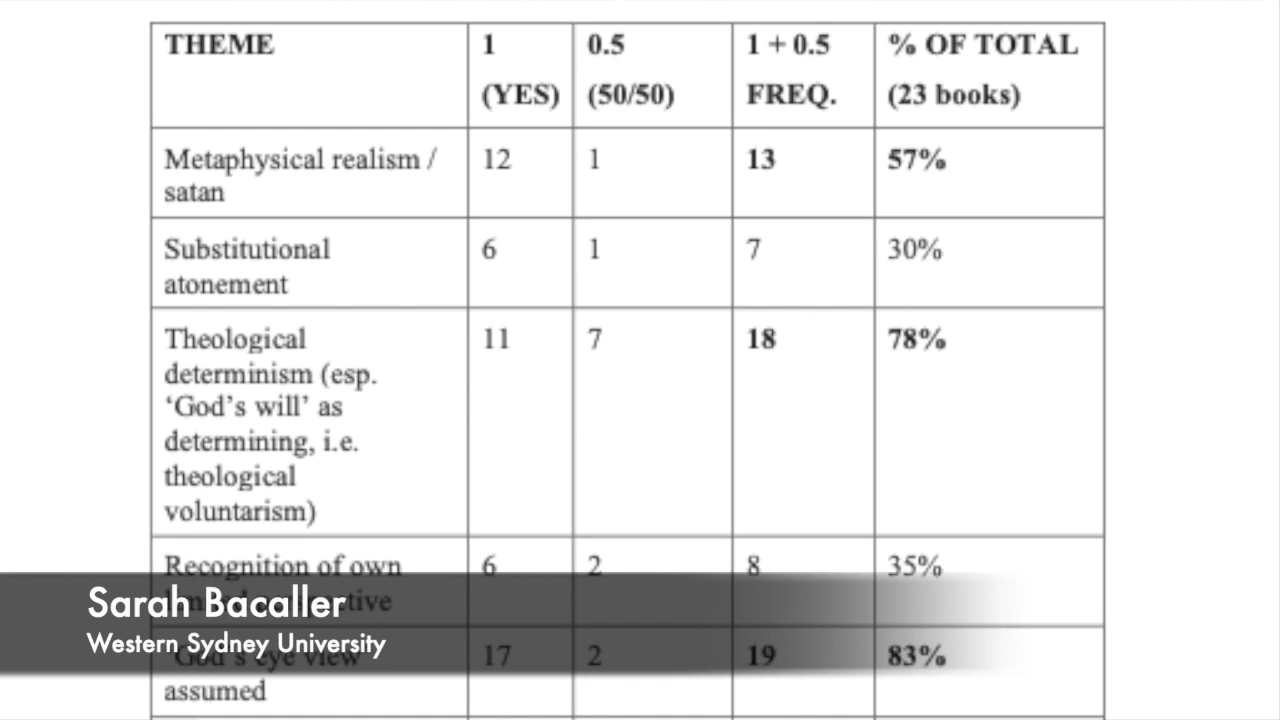 THEME 1 0.5 1 + 0.5 % OF TOTAL
(YES) (50/50) FREQ. (23 books)
Metaphysical realism / 12 1 13 57%
satan
Substitutional 6 1 7 30%
atonement
Theological 11 7 18 78%
determinism (esp.
‘God’s will’ as
determining, i.e.
theological
voluntarism)
Recognition of own 6 2 8 35%
Sarah Bacaller
Western Sydney University
‘God’s eye view’ 17 2 19 83%
assumed